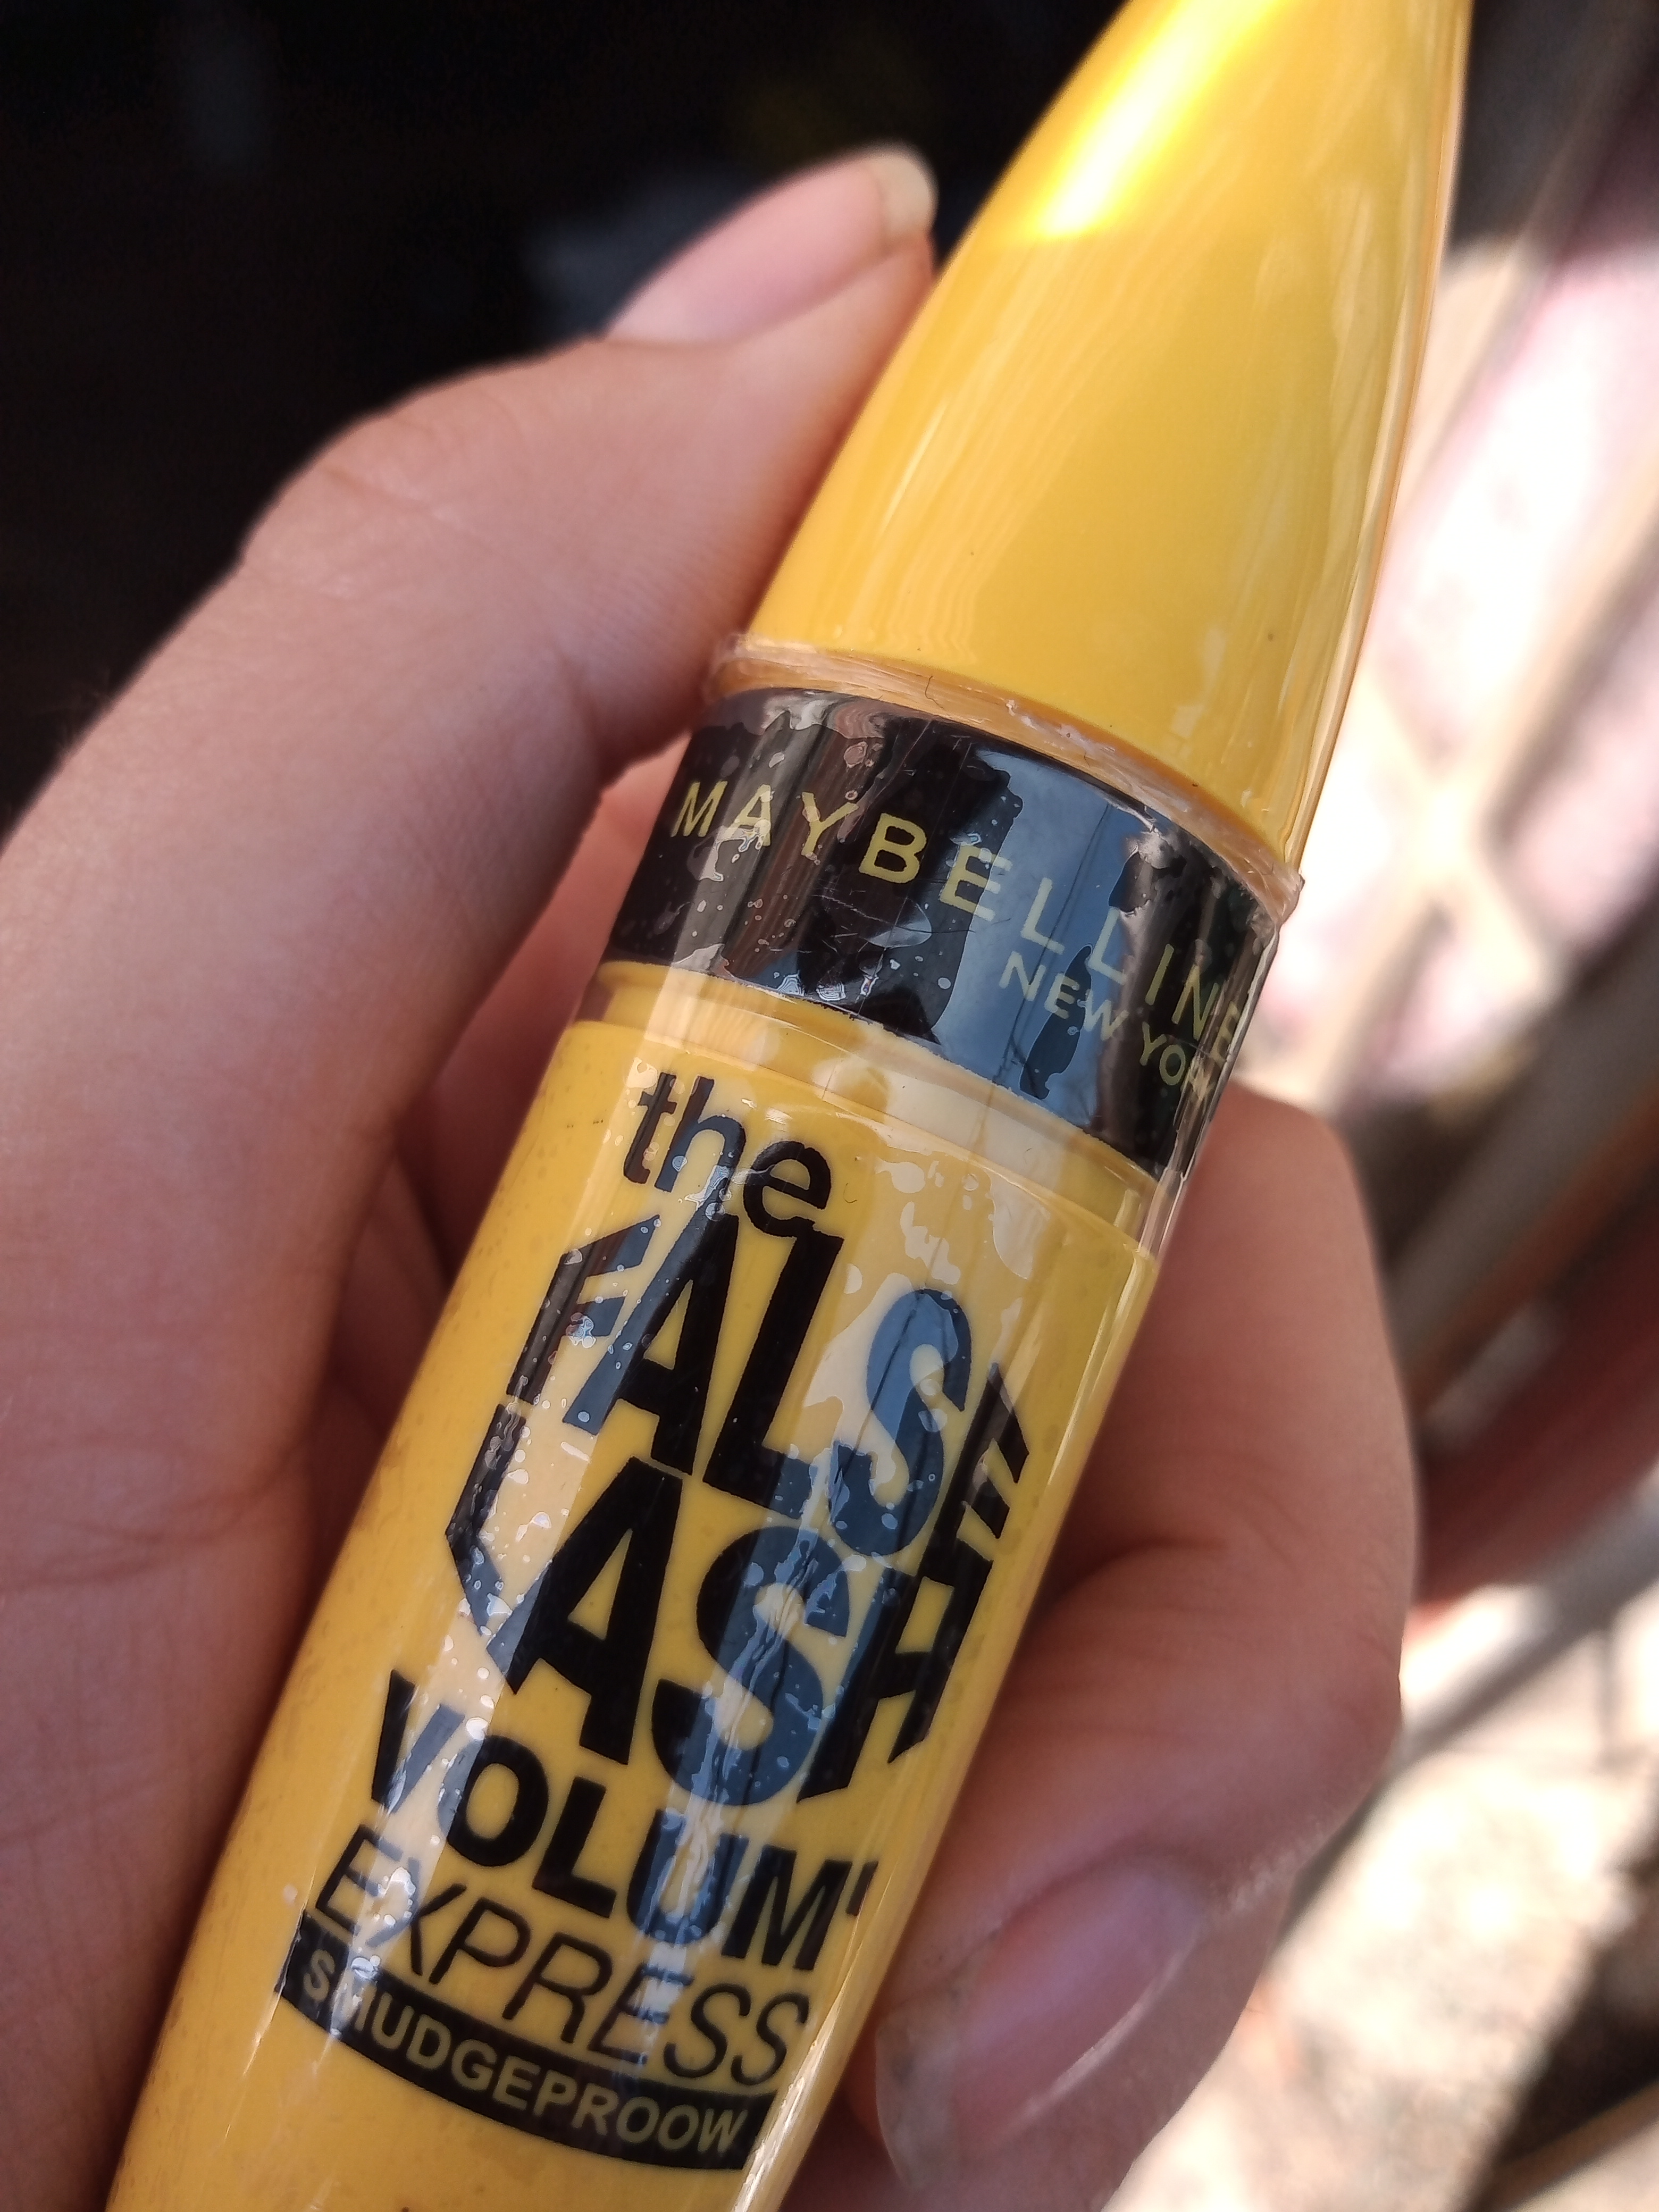 MAYBELLINE
NEW YORK
the
FALSE
LASH
VOLUM'
EXPRESS
SMUDGEPROOW